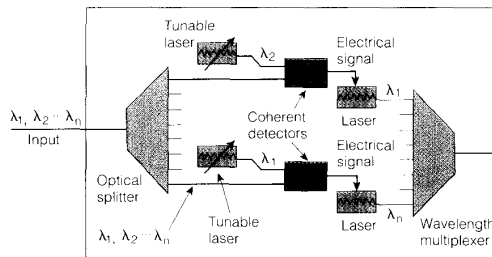 Tunable
laser
λ2
Electrical
signal
λ1
Laser
λ1, λ2 ··· λn
Input
Coherent
detectors
Electrical
signal
λ1
Optical
splitter
Laser
λn
Wavelength
multiplexer
λ1, λ2 ··· λn
Tunable
laser